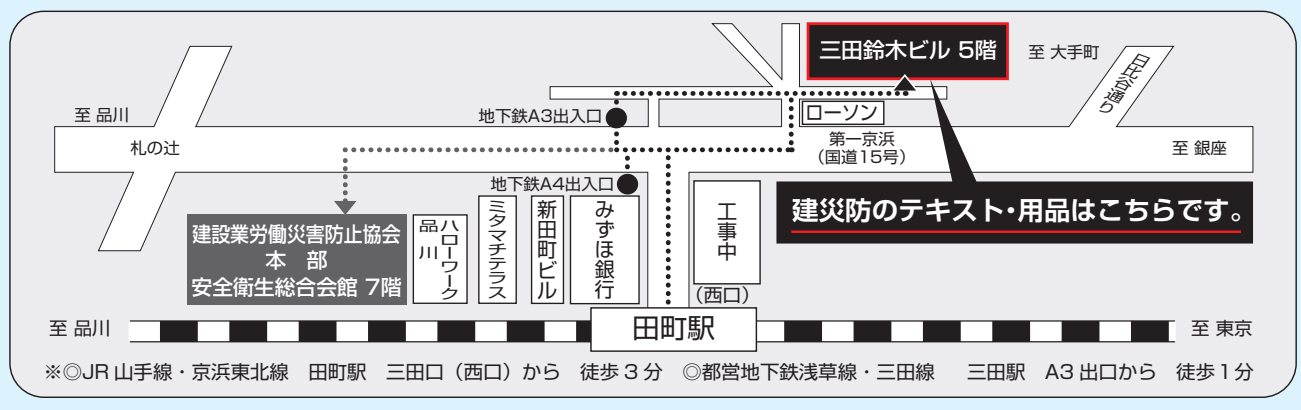 三田鈴木ビル 5階
至 大手町
日比谷通り
至 品川
地下鉄A3出入口
ローソン
札の辻
第一京浜
(国道15号)
至 銀座
地下鉄A4出入口
建災防のテキスト・用品はこちらです。
建設業労働災害防止協会
本 部
安全衛生総合会館 7階
ハローワーク
品川
ミタマチテラス
新田町ビル
みずほ銀行
工事中
(西口)
至 品川
田町駅
至 東京
※◎JR 山手線・京浜東北線 田町駅 三田口（西口）から 徒歩 3 分 ◎都営地下鉄浅草線・三田線 三田駅 A3 出口から 徒歩 1 分